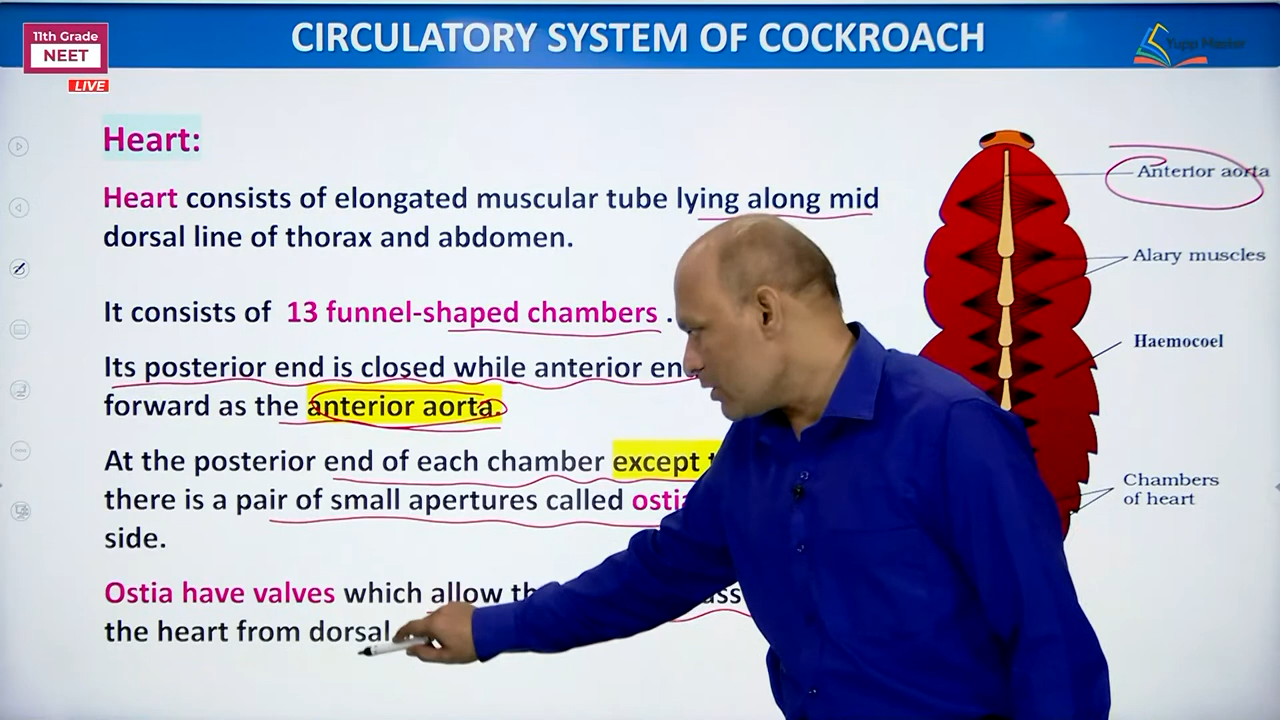 CIRCULATORY SYSTEM OF COCKROACH
11th Grade
NEET
LIVE
Yupp Master
Heart:
Heart consists of elongated muscular tube lying along mid
dorsal line of thorax and abdomen.
It consists of 13 funnel-shaped chambers .
Its posterior end is closed while anterior
forward as the anterior aorta.
At the posterior end of each chamber except
there is a pair of small apertures called
side.
Ostia have valves which allow
the heart from dorsal
Anterior aorta
Alary muscles
Haemocoel
Chambers
of heart